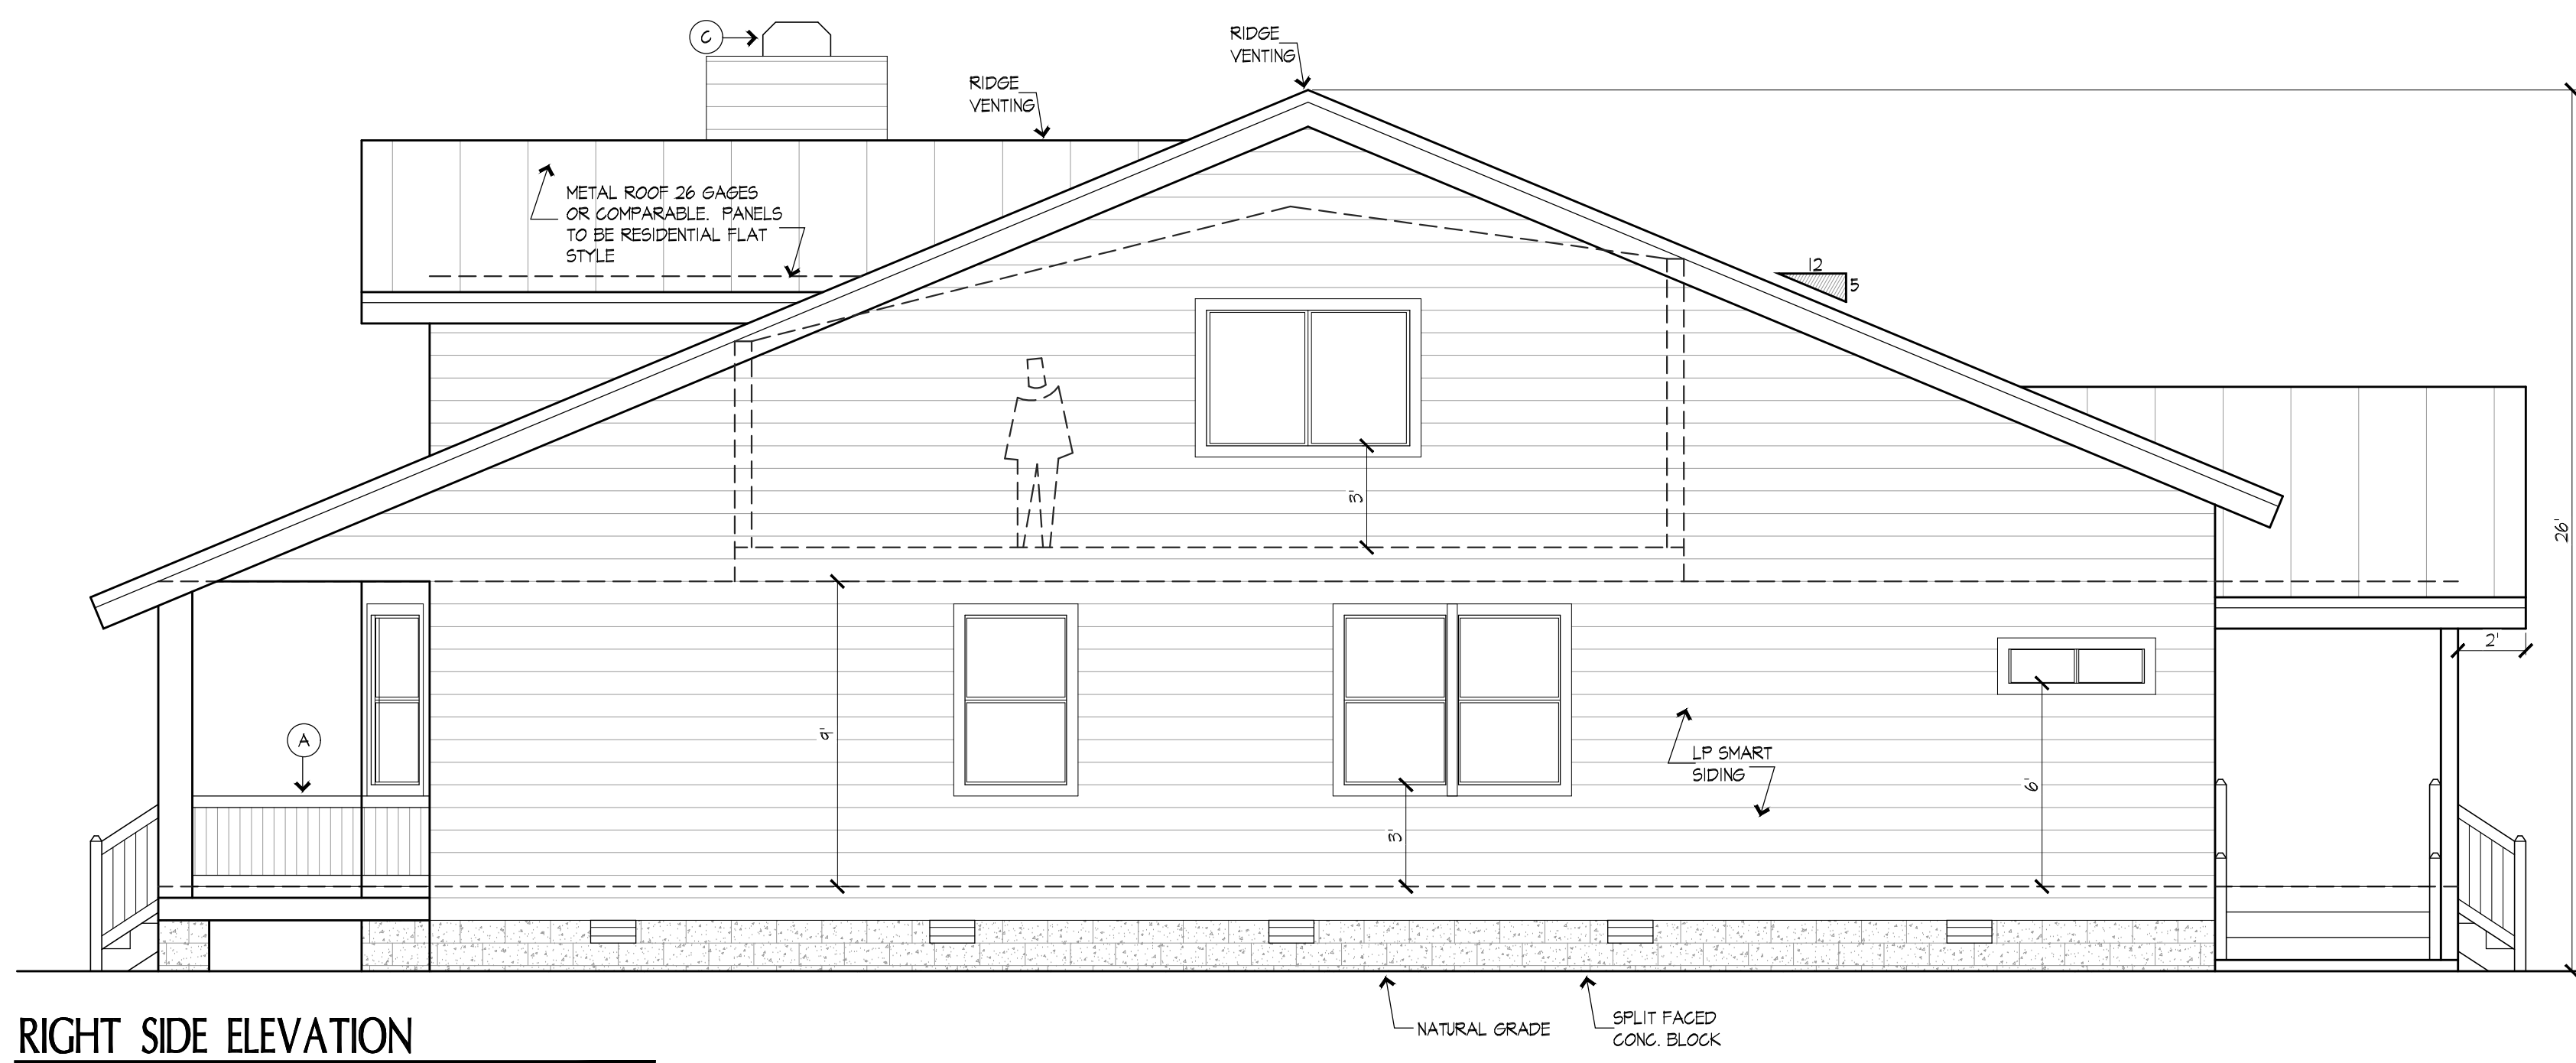 C
RIDGE
VENTING
RIDGE
VENTING
METAL ROOF 26 GAGES
OR COMPARABLE. PANELS
TO BE RESIDENTIAL FLAT
STYLE
12
5
3'
26'
2'
9'
A
LP SMART
SIDING
6'
3'
NATURAL GRADE
SPLIT FACED
CONC. BLOCK
RIGHT SIDE ELEVATION